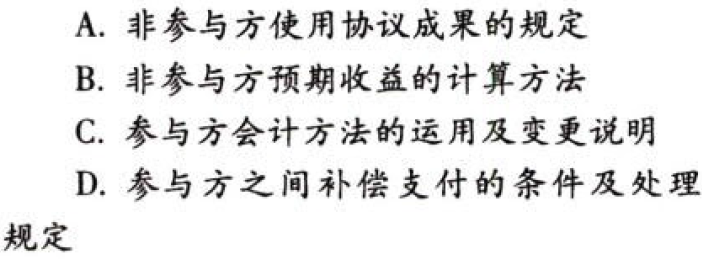 A. 非参与方使用协议成果的规定
B. 非参与方预期收益的计算方法
C. 参与方会计方法的运用及变更说明
D. 参与方之间补偿支付的条件及处理
规定